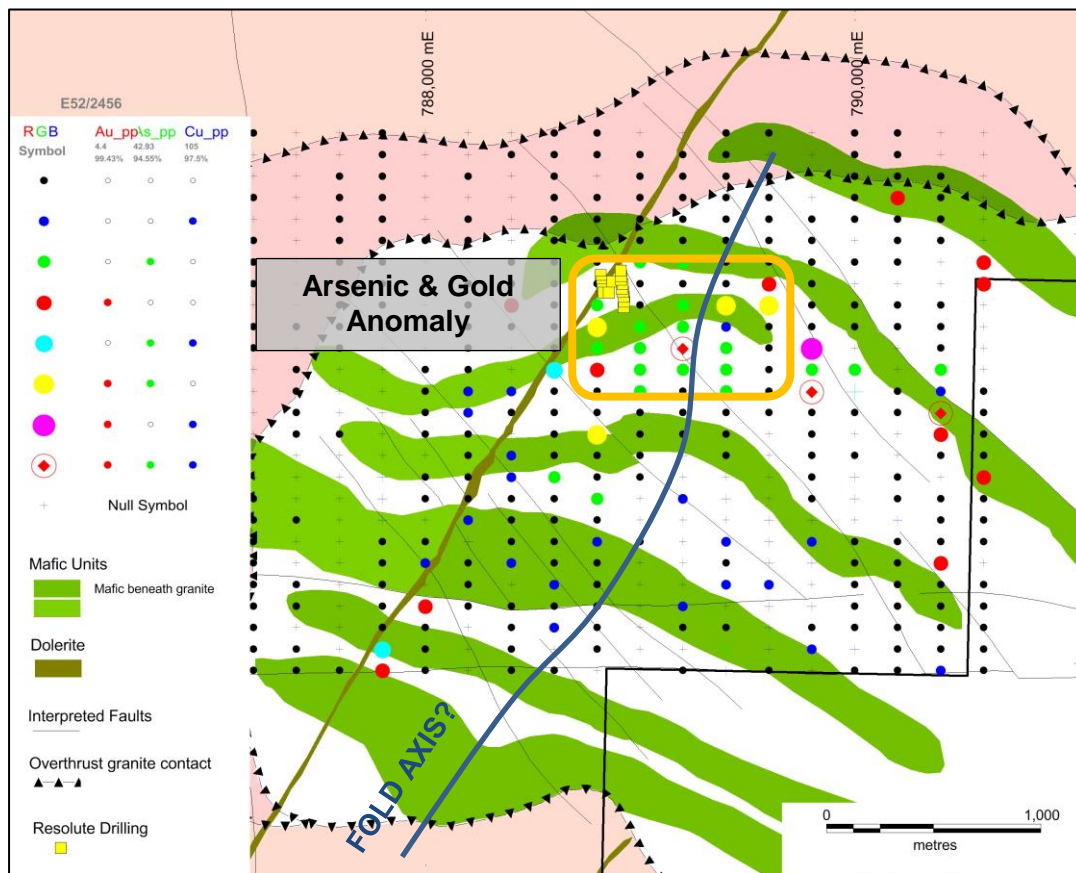 788,000 mE
790,000 mE
E52/2456
RGB Au_pp As_pp Cu_pp
Symbol 4.4 42.93 105
99.43% 94.55% 97.5%
Null Symbol
Mafic Units
Mafic beneath granite
Dolerite
Interpreted Faults
Overthrust granite contact
Resolute Drilling
Arsenic & Gold
Anomaly
FOLD AXIS?
0 1,000
metres